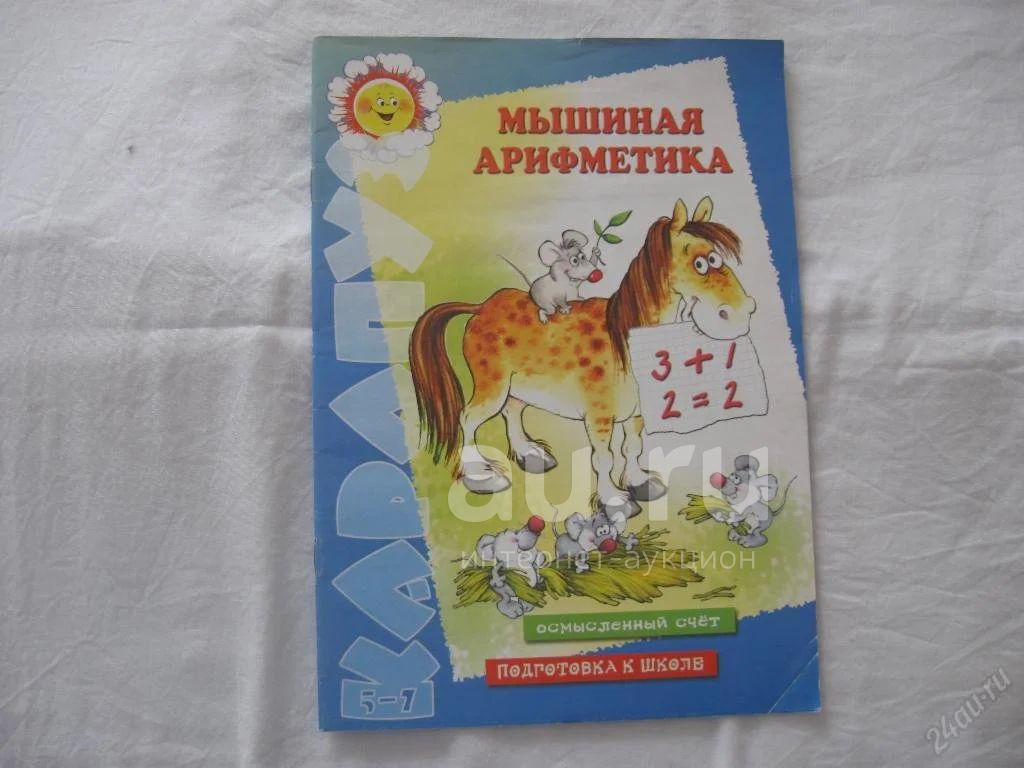 МЫШИНАЯ
АРИФМЕТИКА
КАРАПУЗ
3 + 1
2 = 2
au.ru
интернет-аукцион
ОСМЫСЛЕННЫЙ СЧЁТ
ПОДГОТОВКА К ШКОЛЕ
5-7
24au.ru